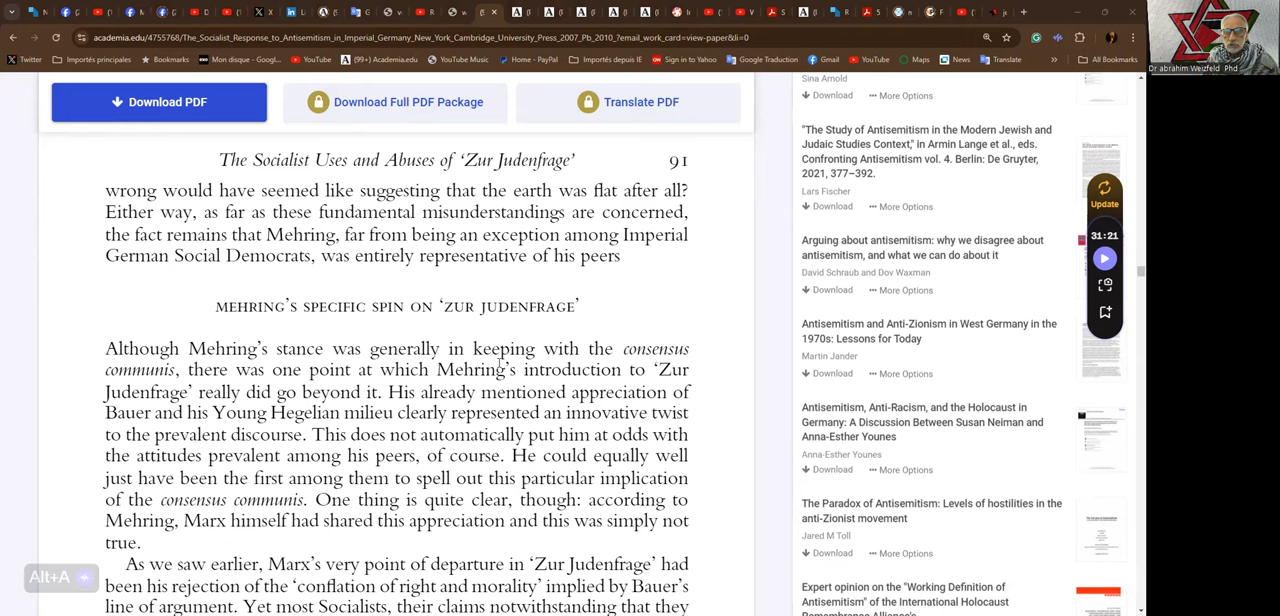 academia.edu/4755768/The_Socialist_Response_to_Antisemitism_in_Imperial_Germany_New_York_Cambridge_University_Press_2007_Pb_2010_?email_work_card=view-paper&li=0
Twitter
Importés principales
Bookmarks
Mon disque - Googl...
YouTube
(99+) Academia.edu
YouTube Music
Home - PayPal
Importés depuis IE
Sign in to Yahoo
Google Traduction
Facebook
Gmail
YouTube
Maps
News
Translate
All Bookmarks
Dr abrahim Weizfeld Phd
Download PDF
Download Full PDF Package
Translate PDF
The Socialist Uses and Abuses of ‘Zur Judenfrage’ 91
wrong would have seemed like suggesting that the earth was flat after all?
Either way, as far as these fundamental misunderstandings are concerned,
the fact remains that Mehring, far from being an exception among Imperial
German Social Democrats, was entirely representative of his peers
MEHRING’S SPECIFIC SPIN ON ‘ZUR JUDENFRAGE’
Although Mehring’s stance was generally in keeping with the consensus
communis, there was one point at which Mehring’s introduction to ‘Zur
Judenfrage’ really did go beyond it. His already mentioned appreciation of
Bauer and his Young Hegelian milieu clearly represented an innovative twist
to the prevalent discourse. This does not automatically put him at odds with
the attitudes prevalent among his peers, of course. He could equally well
just have been the first among them to spell out this particular implication
of the consensus communis. One thing is quite clear, though: according to
Mehring, Marx himself had shared this appreciation and this was simply not
true.
As we saw earlier, Marx’s very point of departure in ‘Zur Judenfrage’ had
been his rejection of the ‘conflation of right and morality’ implied by Bauer’s
line of argument. Yet most Socialists, their claims notwithstanding that they
Alt+A
Sina Arnold
Download
More Options
"The Study of Antisemitism in the Modern Jewish and
Judaic Studies Context," in Armin Lange et al., eds.
Confronting Antisemitism vol. 4. Berlin: De Gruyter,
2021, 377–392.
Lars Fischer
Download
More Options
Arguing about antisemitism: why we disagree about
antisemitism, and what we can do about it
David Schraub and Dov Waxman
Download
More Options
Antisemitism and Anti-Zionism in West Germany in the
1970s: Lessons for Today
Martin Jander
Download
More Options
Antisemitism, Anti-Racism, and the Holocaust in
Germany: A Discussion Between Susan Neiman and
Anna-Esther Younes
Anna-Esther Younes
Download
More Options
The Paradox of Antisemitism: Levels of hostilities in the
anti-Zionist movement
Jared M Toll
Download
More Options
Expert opinion on the "Working Definition of
Antisemitism" of the International Holocaust
Remembrance Alliance's
Update
31:21